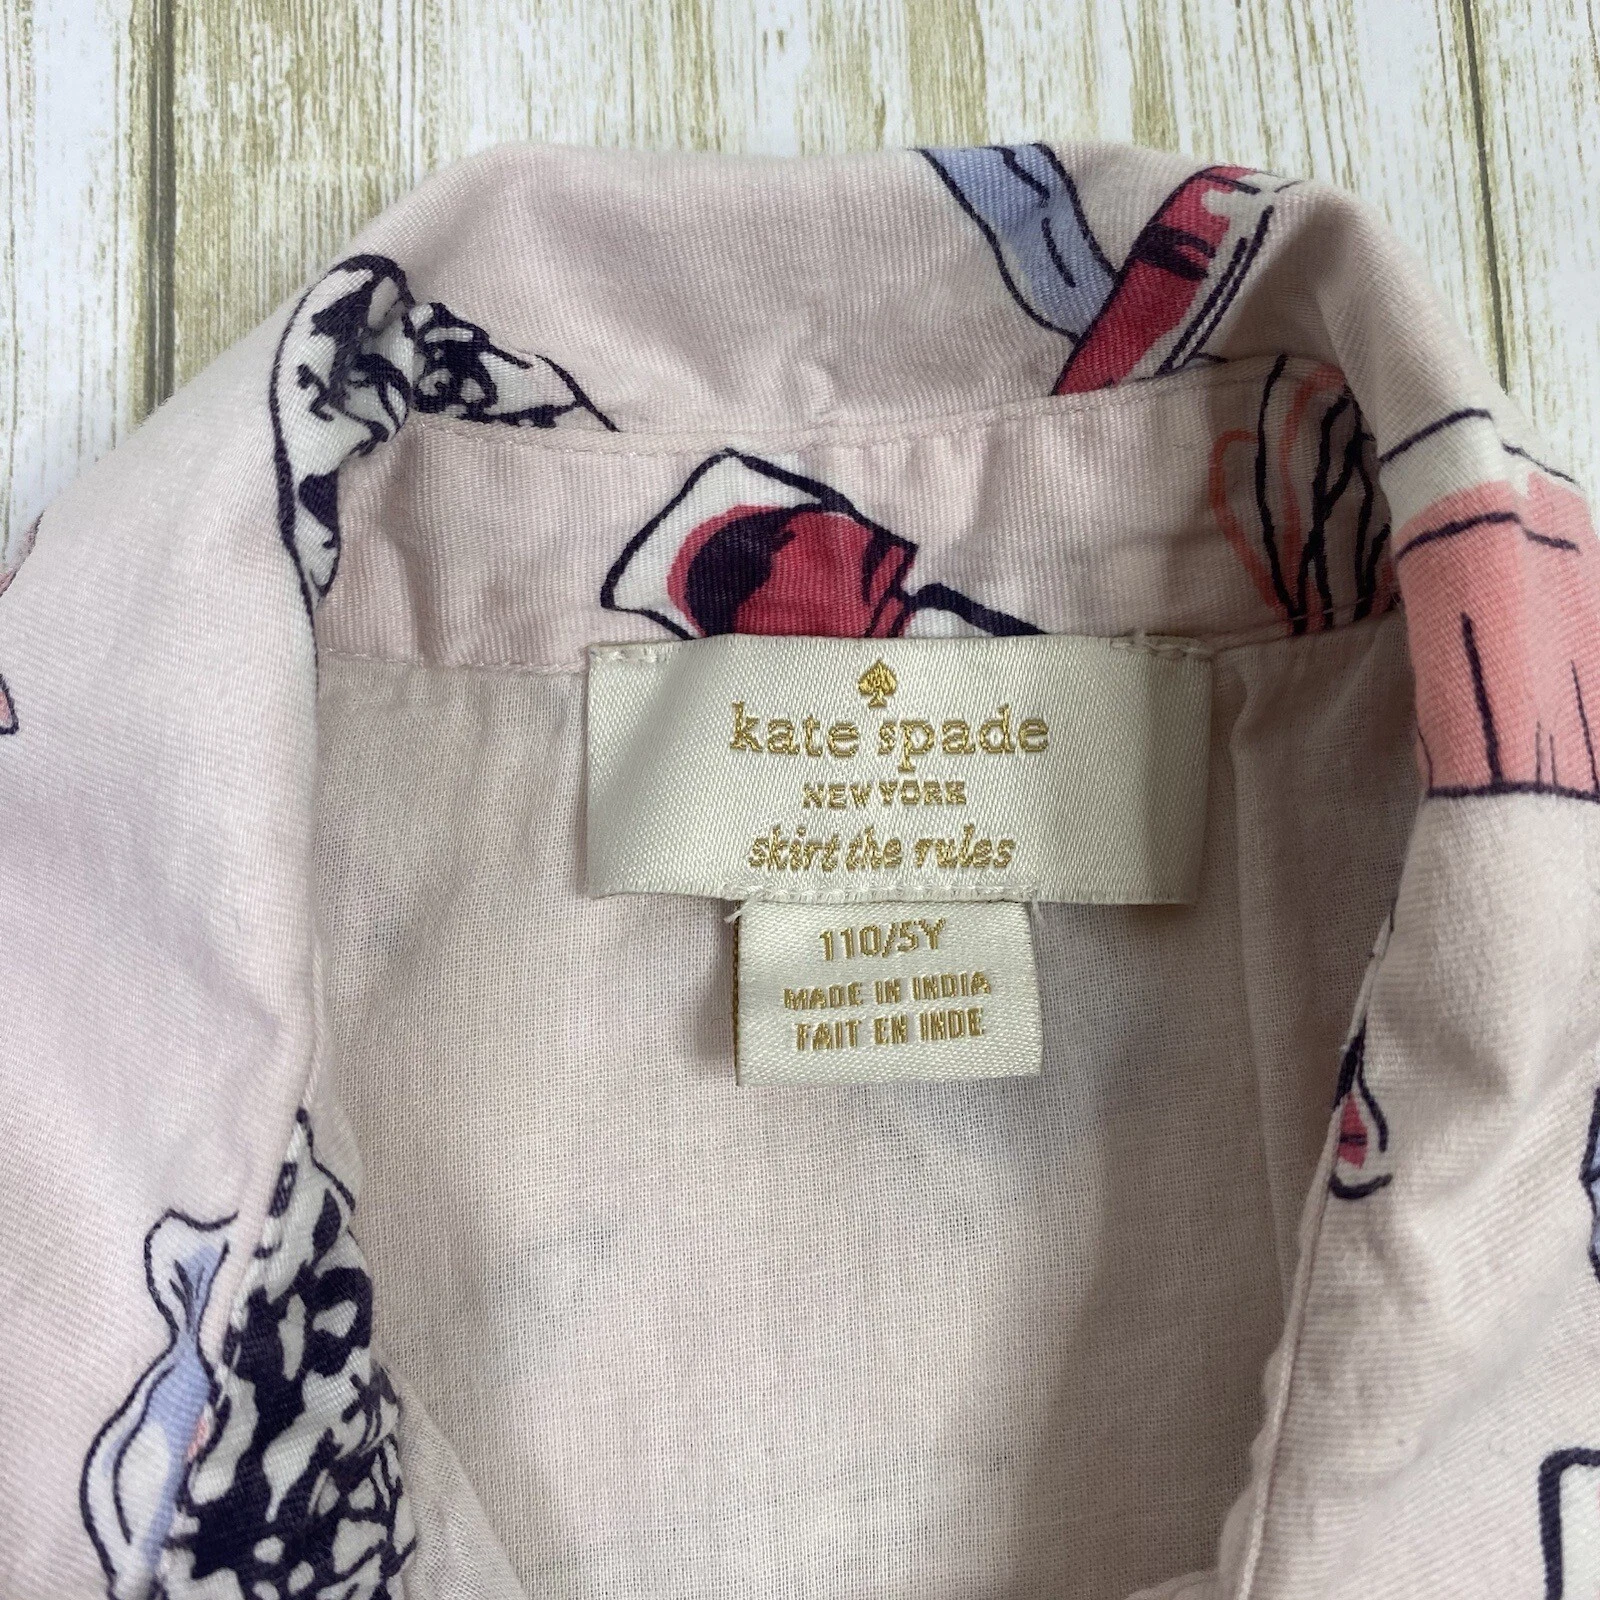 kate spade
NEW YORK
skirt the rules
110/5Y
MADE IN INDIA
FAIT EN INDE